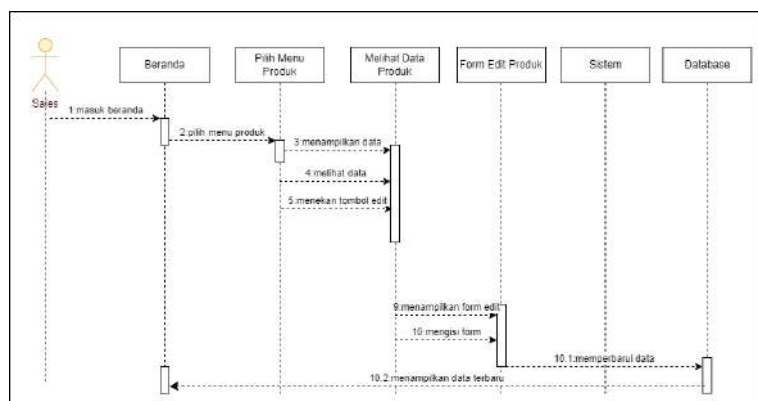 Beranda
Pilih Menu
Produk
Melihat Data
Produk
Form Edit Produk
Sistem
Database
Sales
1:masuk beranda
2:pilih menu produk
3:menampilkan data
4:melihat data
5:menekan tombol edit
9:menampilkan form edit
10:mengisi form
10.1:memperbarui data
10.2:menampilkan data terbaru